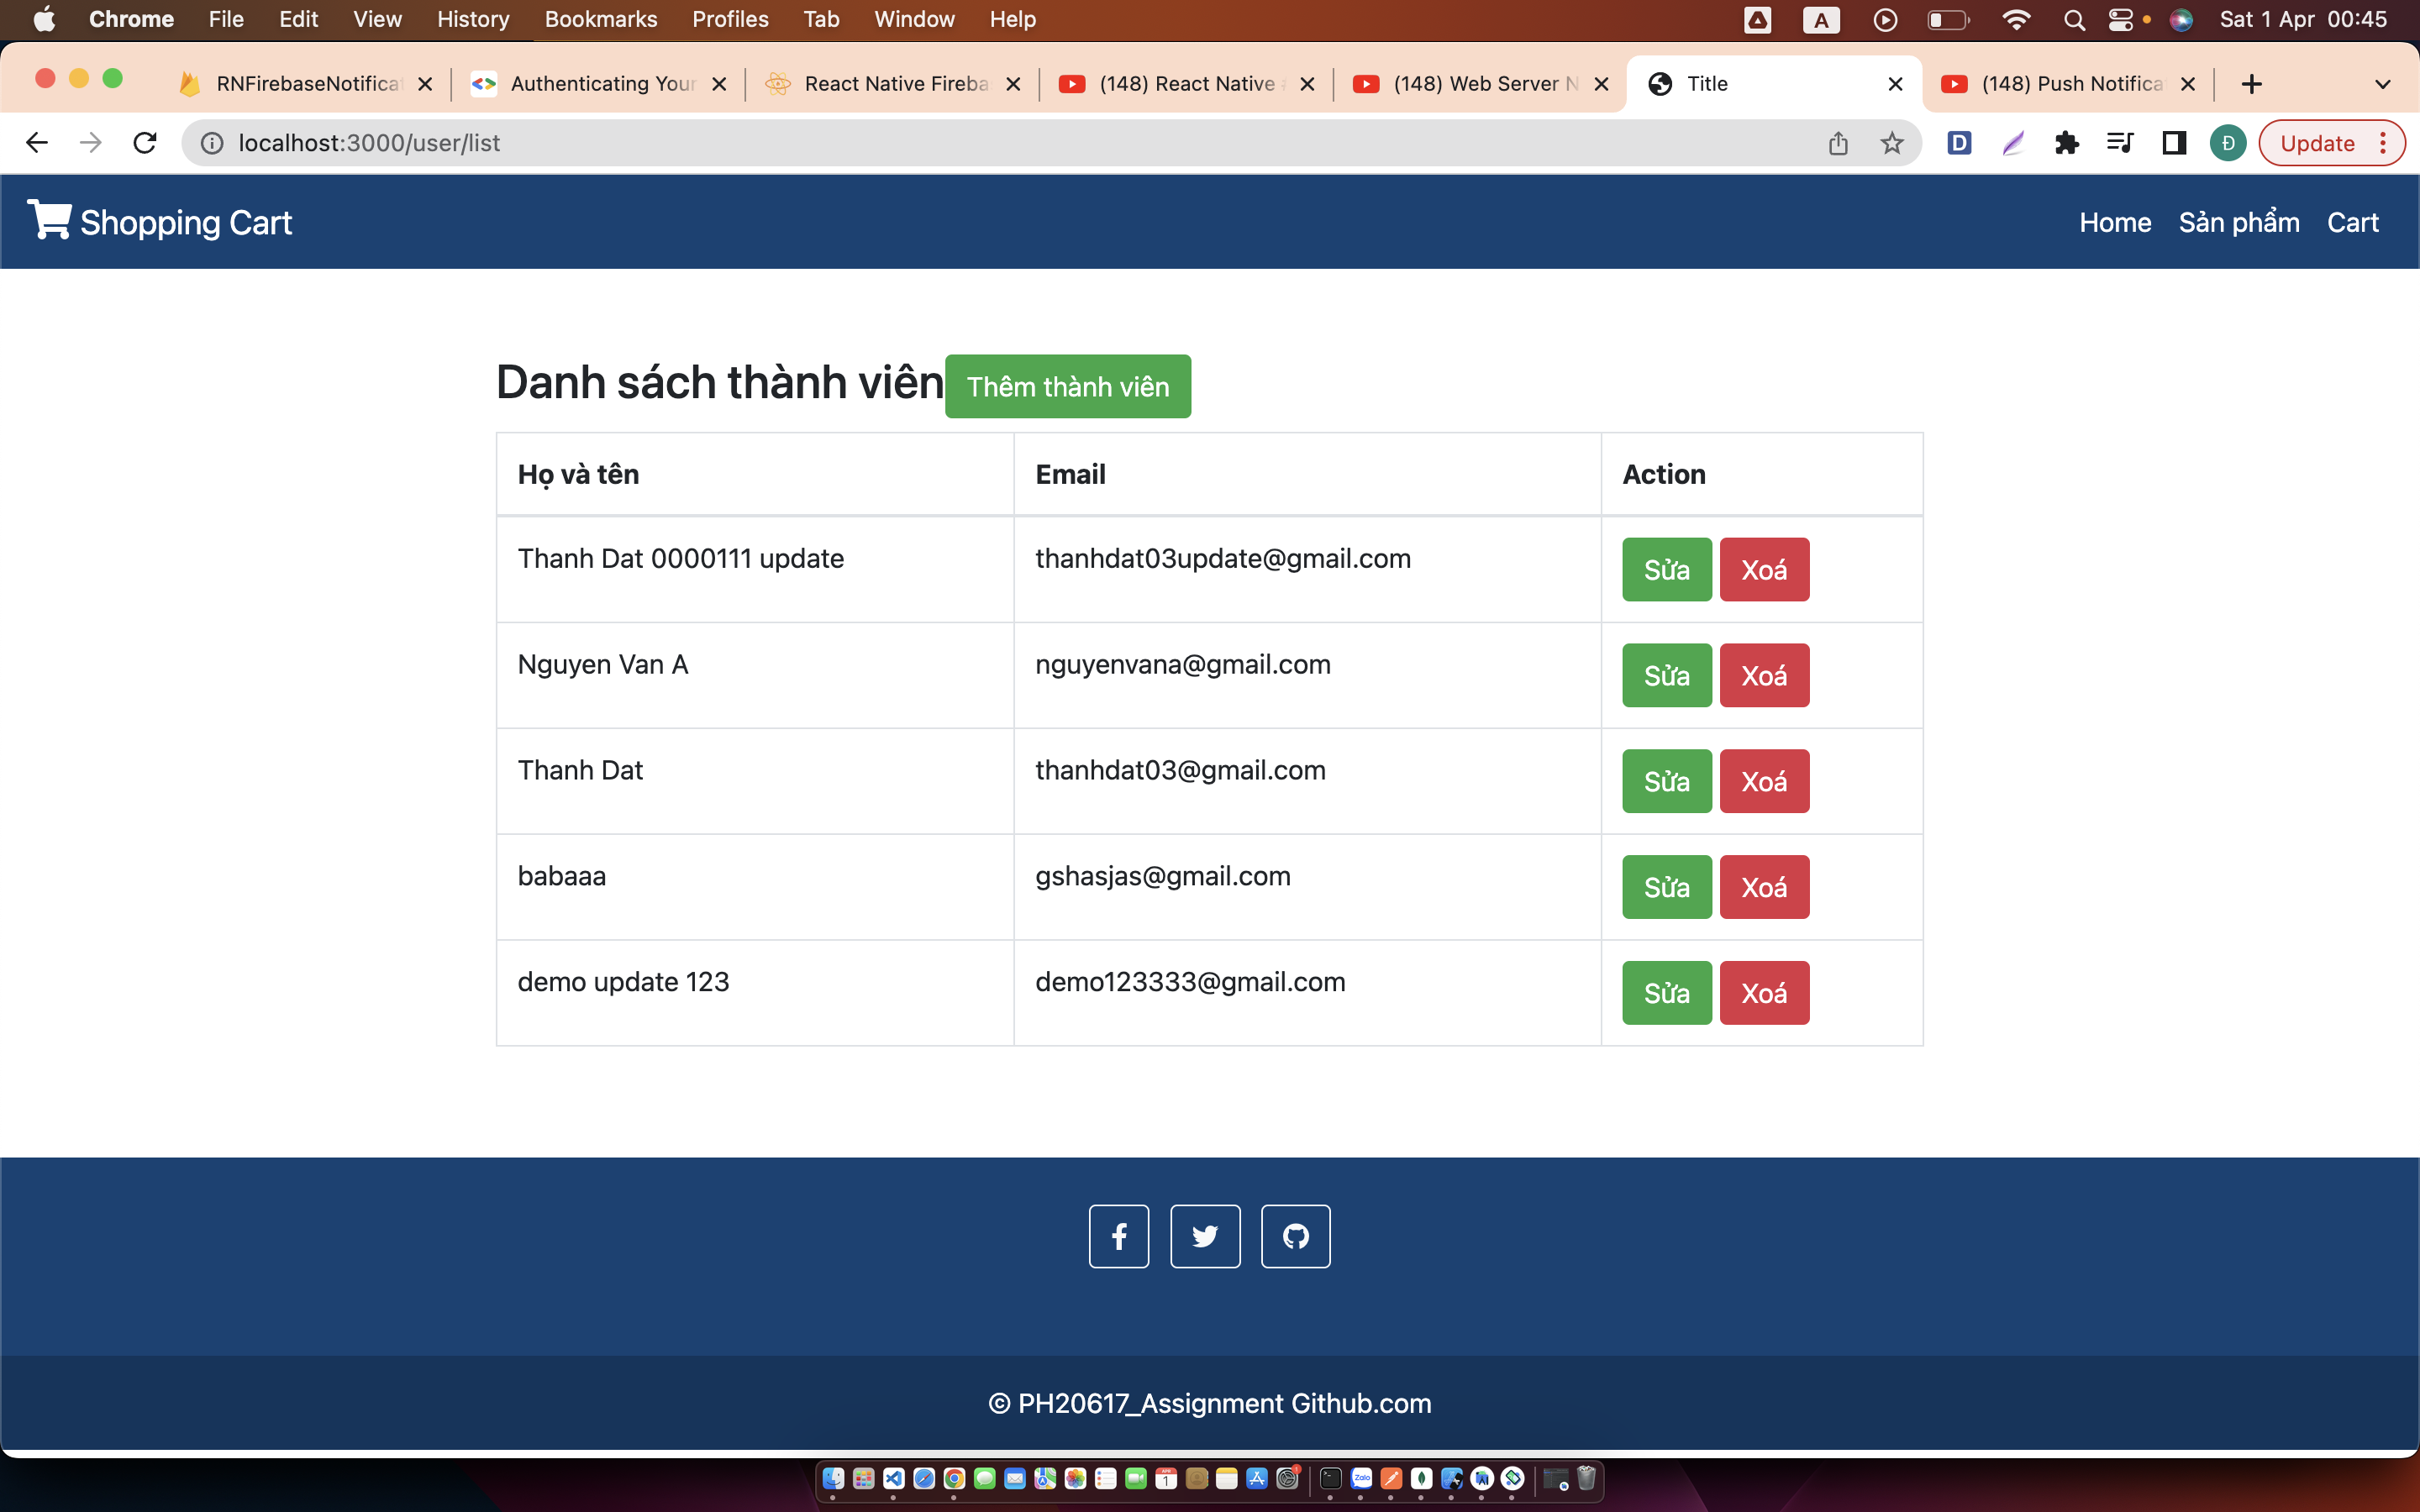 Chrome File Edit View History Bookmarks Profiles Tab Window Help A Sat 1 Apr 00:45
RNFirebaseNotificat Authenticating Your React Native Fireba (148) React Native (148) Web Server N Title (148) Push Notifica
localhost:3000/user/list D Đ Update
Shopping Cart Home Sản phẩm Cart
Danh sách thành viên Thêm thành viên
Họ và tên Email Action
Thanh Dat 0000111 update thanhdat03update@gmail.com Sửa Xoá
Nguyen Van A nguyenvana@gmail.com Sửa Xoá
Thanh Dat thanhdat03@gmail.com Sửa Xoá
babaaa gshasjas@gmail.com Sửa Xoá
demo update 123 demo123333@gmail.com Sửa Xoá
© PH20617_Assignment Github.com
Zalo